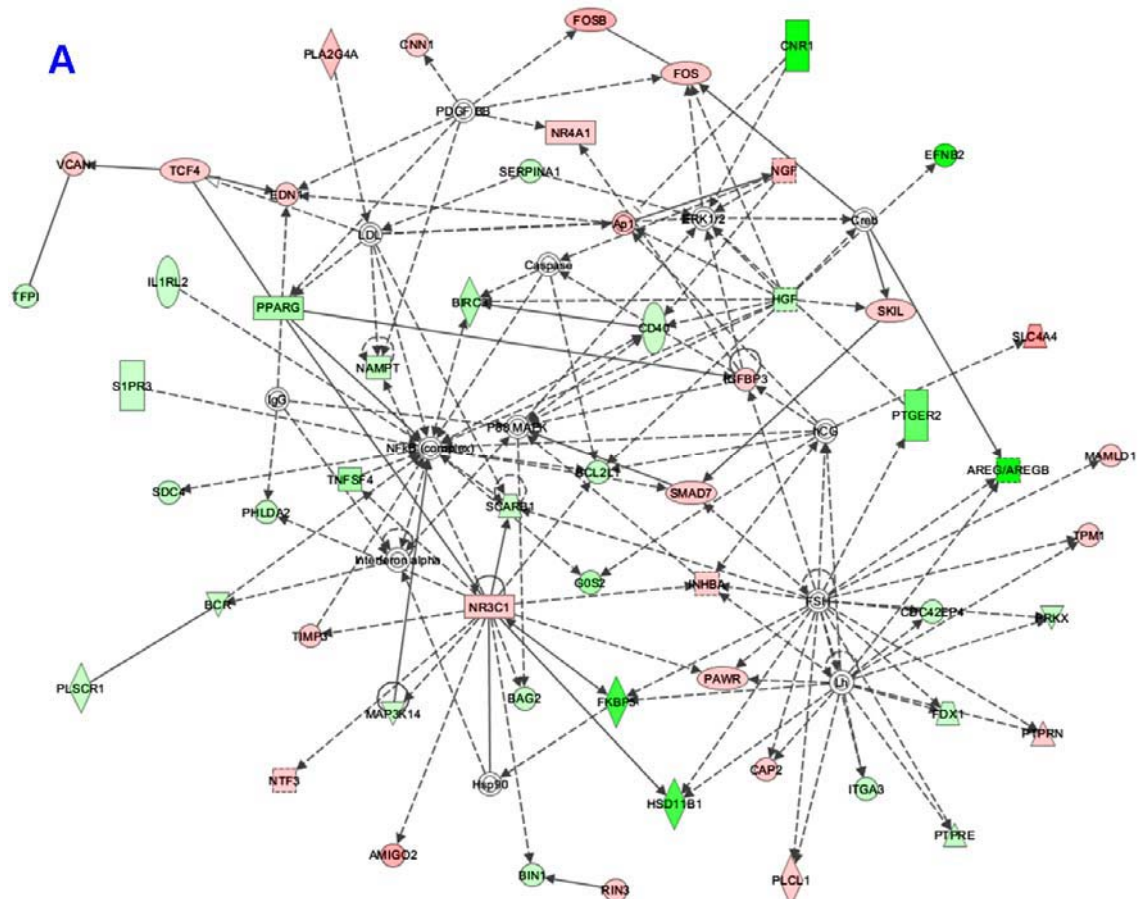 A
FOSB
CNN1
PLA2G4A
CNR1
FOS
PDGF BB
NR4A1
EFNB2
VCAN
TCF4
SERPINA1
NGF
EDN1
Ap1
ERK1/2
Creb
LDL
Caspase
IL1RL2
TFPI
PPARG
BIRC3
HGF
SKIL
CD40
SLC4A4
NAMPT
S1PR3
IGFBP3
IgG
PTGER2
P38 MAPK
hCG
NFkB (complex)
MAMLD1
BCL2L1
AREG/AREGB
TNFSF4
SDC4
SMAD7
PHLDA2
SCARB1
TPM1
Interferon alpha
G0S2
INHBA
FSH
BCR
NR3C1
CDC42EP4
PRKX
TIMP3
PLSCR1
PAWR
Lh
BAG2
FKBP5
MAP3K14
FDX1
PTPRN
NTF3
Hsp90
CAP2
ITGA3
HSD11B1
PTPRE
AMIGO2
BIN1
RIN3
PLCL1